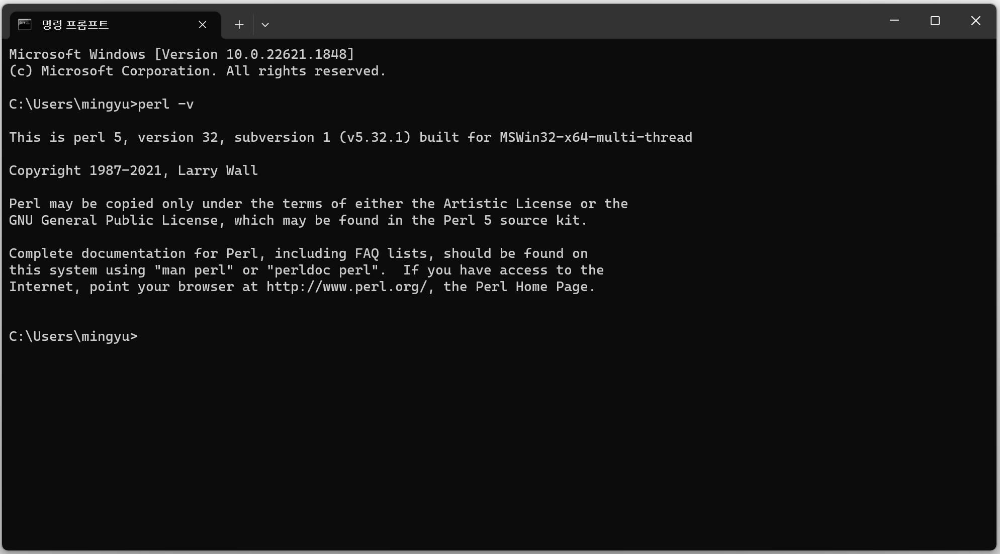 명령 프롬프트
Microsoft Windows [Version 10.0.22621.1848]
(c) Microsoft Corporation. All rights reserved.
C:\Users\mingyu>perl -v
This is perl 5, version 32, subversion 1 (v5.32.1) built for MSWin32-x64-multi-thread
Copyright 1987-2021, Larry Wall
Perl may be copied only under the terms of either the Artistic License or the
GNU General Public License, which may be found in the Perl 5 source kit.
Complete documentation for Perl, including FAQ lists, should be found on
this system using "man perl" or "perldoc perl".  If you have access to the
Internet, point your browser at http://www.perl.org/, the Perl Home Page.
C:\Users\mingyu>